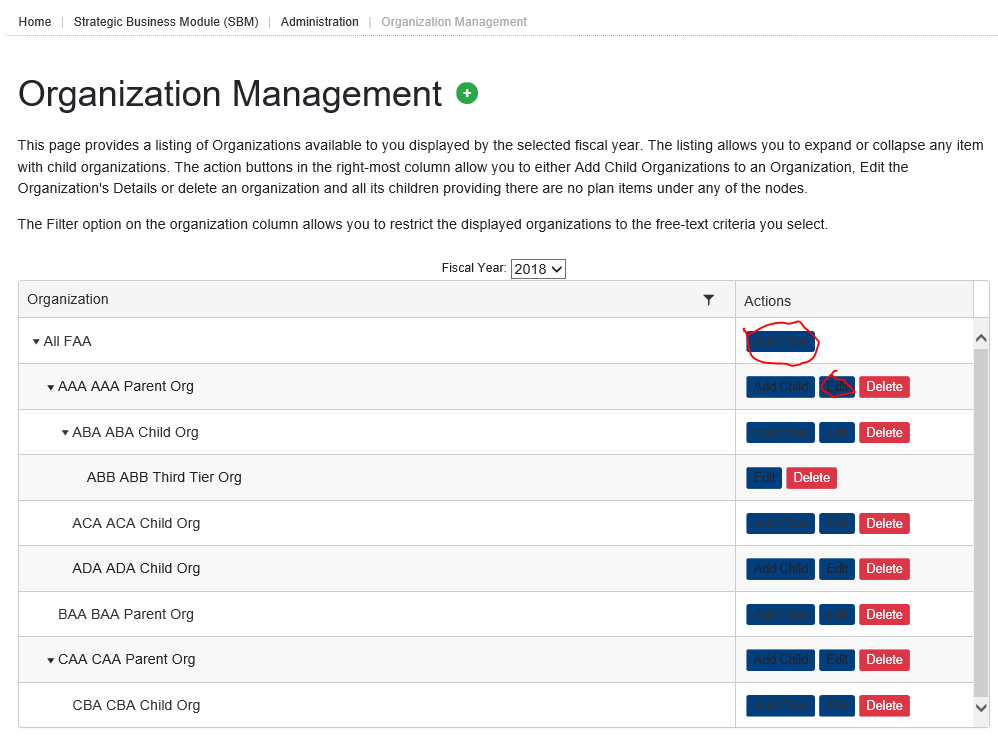 Home | Strategic Business Module (SBM) | Administration | Organization Management
Organization Management +
This page provides a listing of Organizations available to you displayed by the selected fiscal year. The listing allows you to expand or collapse any item
with child organizations. The action buttons in the right-most column allow you to either Add Child Organizations to an Organization, Edit the
Organization's Details or delete an organization and all its children providing there are no plan items under any of the nodes.
The Filter option on the organization column allows you to restrict the displayed organizations to the free-text criteria you select.
Fiscal Year: 2018
Organization Actions
All FAA Add Child
AAA AAA Parent Org Add Child Edit Delete
ABA ABA Child Org Add Child Edit Delete
ABB ABB Third Tier Org Edit Delete
ACA ACA Child Org Add Child Edit Delete
ADA ADA Child Org Add Child Edit Delete
BAA BAA Parent Org Add Child Edit Delete
CAA CAA Parent Org Add Child Edit Delete
CBA CBA Child Org Add Child Edit Delete